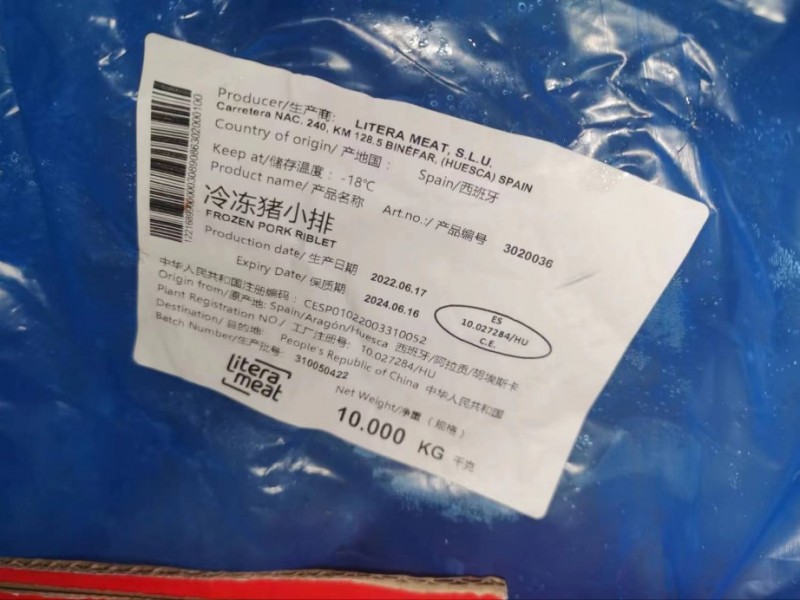 Producer/生产商: LITERA MEAT, S.L.U.
Carretera NAC. 240, KM 128.5 BINÉFAR, (HUESCA) SPAIN
Country of origin/ 产地国: Spain/西班牙
Keep at/储存温度: -18℃
Product name/ 产品名称 Art.no.:/ 产品编号 3020036
冷冻猪小排
FROZEN PORK RIBLET
Production date/ 生产日期 2022.06.17
Expiry Date/ 保质期 2024.06.16
中华人民共和国注册编码: CESP01022003310052
Origin from/原产地: Spain/Aragón/Huesca 西班牙/阿拉贡/胡埃斯卡
Plant Registration NO/ 工厂注册号: 10.027284/HU
Destination/ 目的地: People's Republic of China 中华人民共和国
Batch Number/生产批号: 310050422
ES
10.027284/HU
C.E.
litera
meat
Net Weight/净重 (规格)
10.000 KG 千克